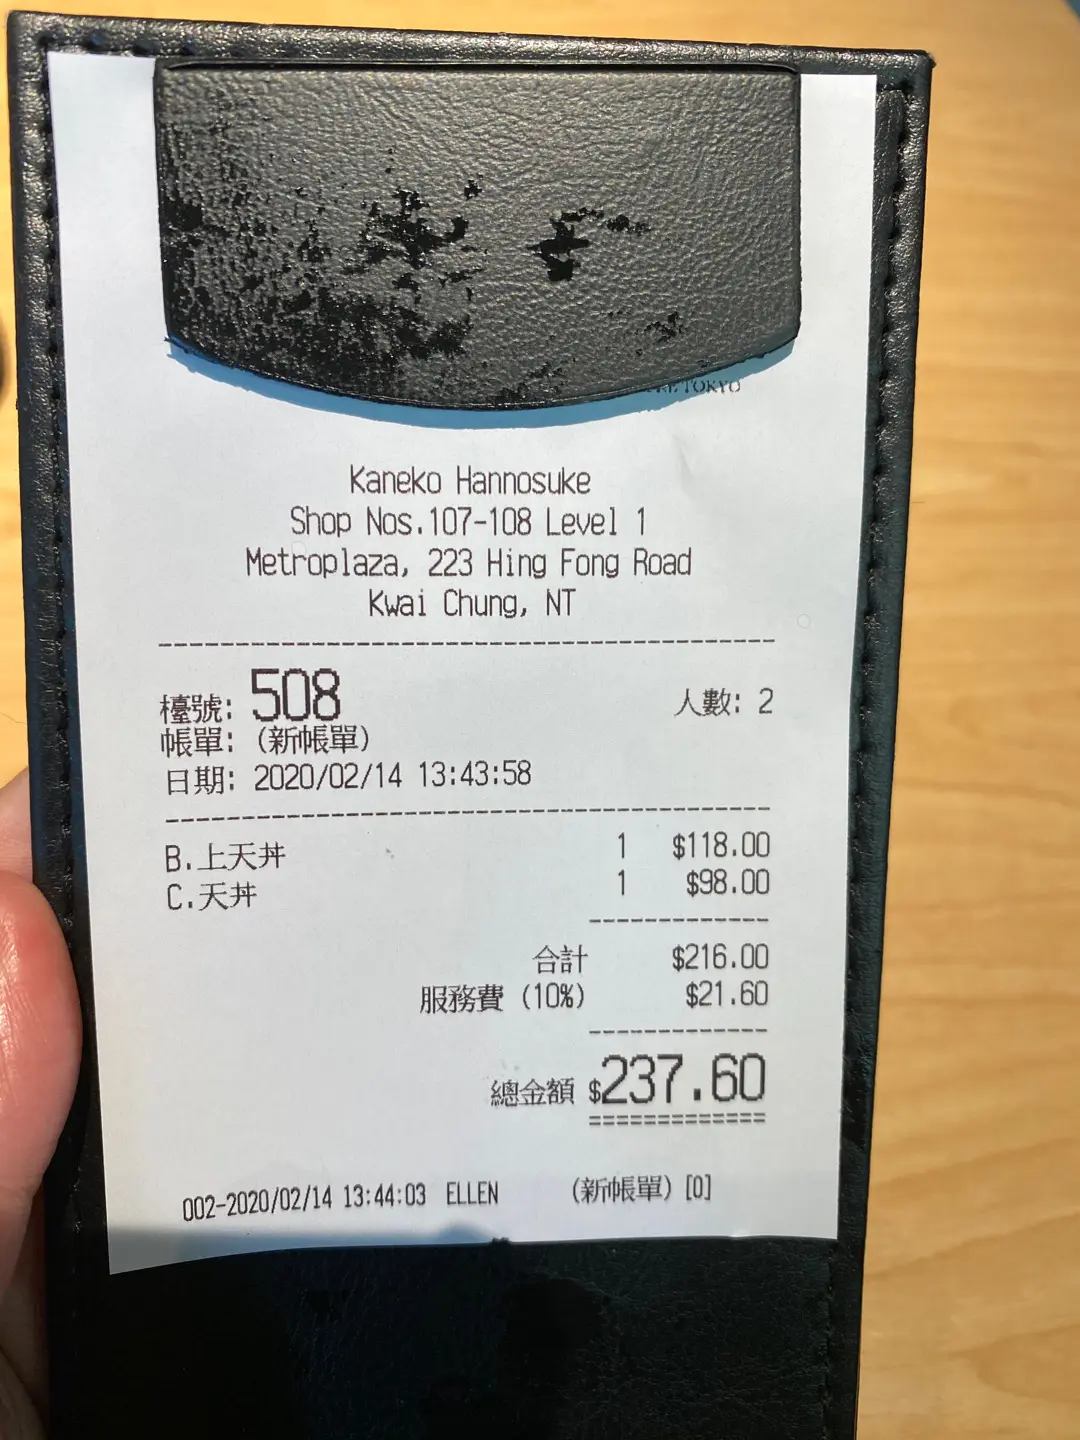 TOKYO
Kaneko Hannosuke
Shop Nos.107-108 Level 1
Metroplaza, 223 Hing Fong Road
Kwai Chung, NT
檯號: 508 人數: 2
帳單: (新帳單)
日期: 2020/02/14 13:43:58
B.上天丼 1 $118.00
C.天丼 1 $98.00
合計 $216.00
服務費 (10%) $21.60
總金額 $237.60
002-2020/02/14 13:44:03 ELLEN (新帳單) [0]